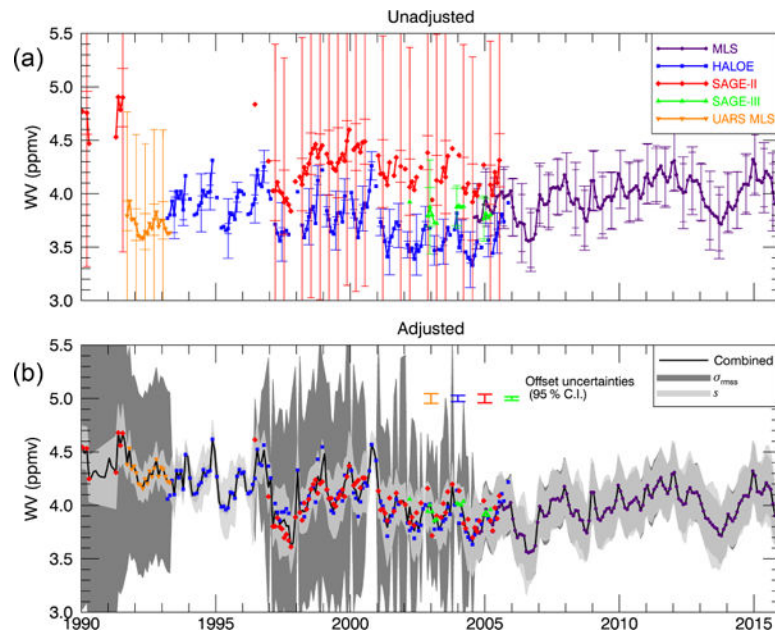 Unadjusted
(a)
5.5
5.0
4.5
4.0
3.5
3.0
WV (ppmv)
MLS
HALOE
SAGE-II
SAGE-III
UARS MLS
Adjusted
(b)
5.5
5.0
4.5
4.0
3.5
3.0
WV (ppmv)
Offset uncertainties
(95 % C.I.)
Combined
σrmss
s
1990 1995 2000 2005 2010 2015